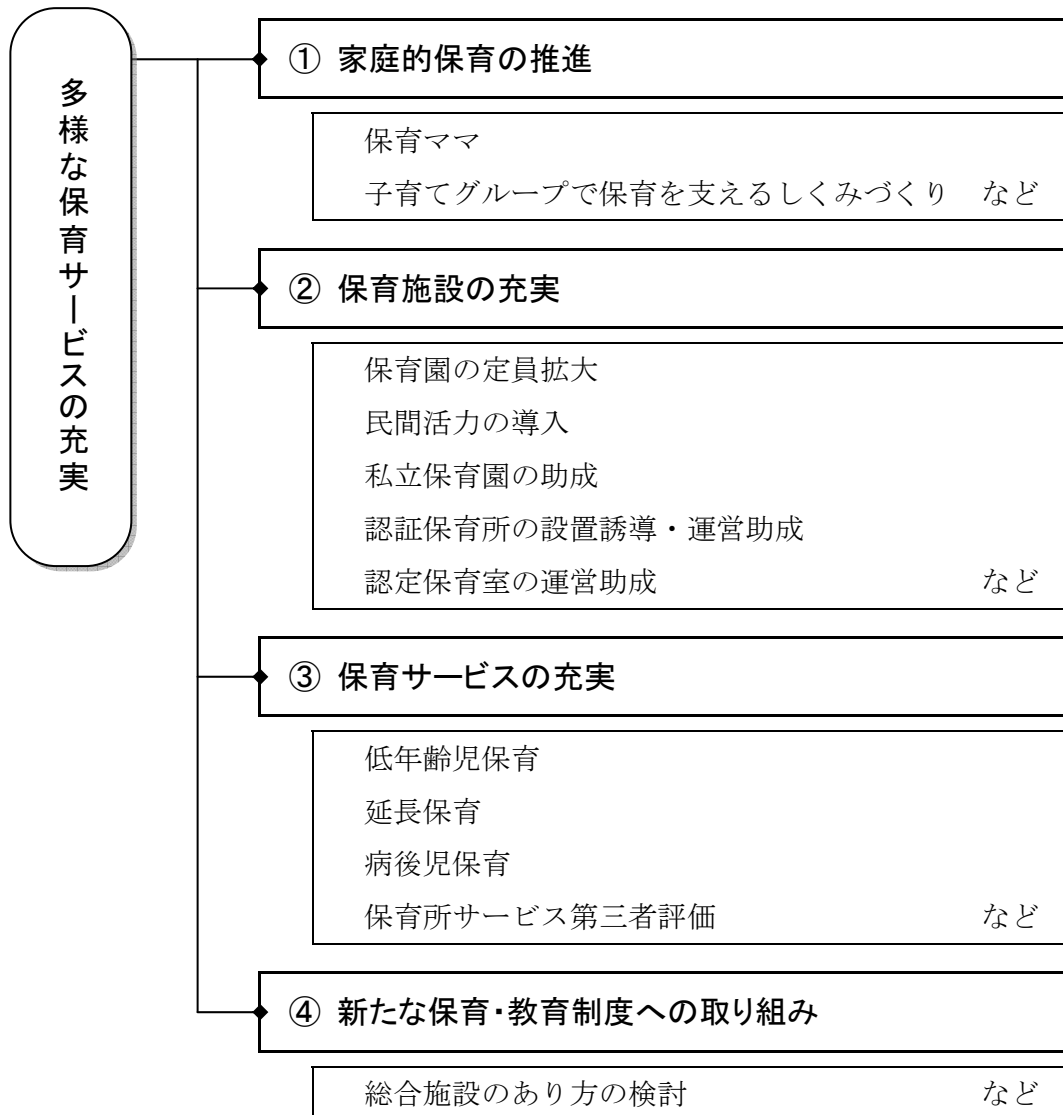 多様な保育サービスの充実
① 家庭的保育の推進
保育ママ
子育てグループで保育を支えるしくみづくり など
② 保育施設の充実
保育園の定員拡大
民間活力の導入
私立保育園の助成
認証保育所の設置誘導・運営助成
認定保育室の運営助成 など
③ 保育サービスの充実
低年齢児保育
延長保育
病後児保育
保育所サービス第三者評価 など
④ 新たな保育・教育制度への取り組み
総合施設のあり方の検討 など